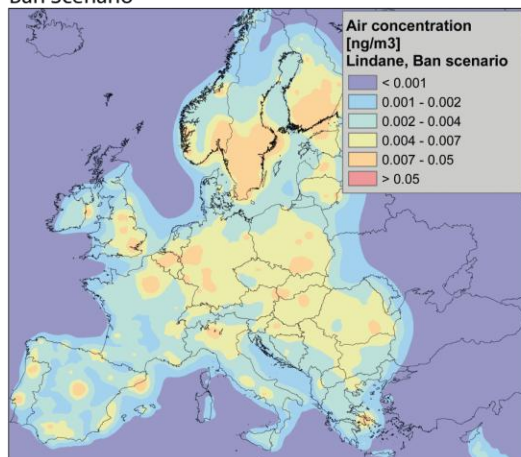 Ban Scenario
Air concentration
[ng/m3]
Lindane, Ban scenario
< 0.001
0.001 - 0.002
0.002 - 0.004
0.004 - 0.007
0.007 - 0.05
> 0.05